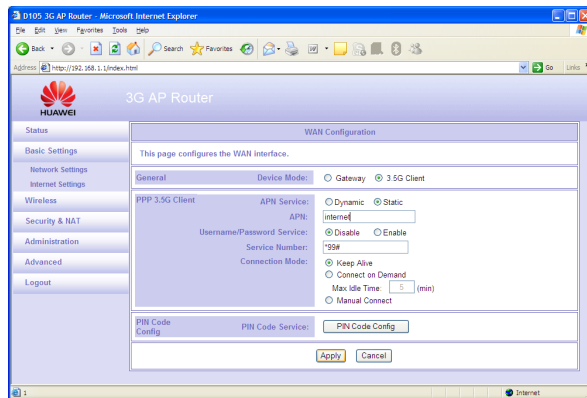 D105 3G AP Router - Microsoft Internet Explorer
File Edit View Favorites Tools Help
Back Search Favorites
Address http://192.168.1.1/index.html Go Links
HUAWEI
3G AP Router
Status
Basic Settings
Network Settings
Internet Settings
Wireless
Security & NAT
Administration
Advanced
Logout
WAN Configuration
This page configures the WAN interface.
General Device Mode: Gateway 3.5G Client
PPP 3.5G Client APN Service: Dynamic Static
APN: internet
Username/Password Service: Disable Enable
Service Number: *99#
Connection Mode: Keep Alive
Connect on Demand
Max Idle Time: 5 (min)
Manual Connect
PIN Code Config PIN Code Service: PIN Code Config
Apply Cancel
1 Internet